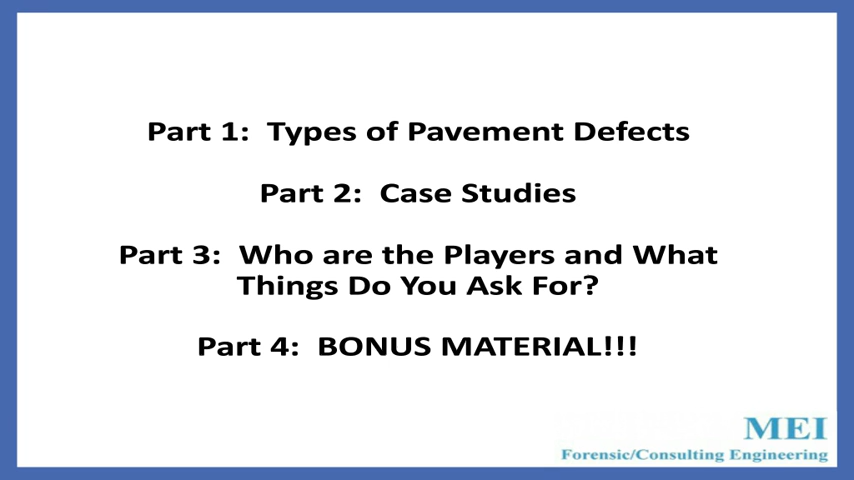 Part 1:  Types of Pavement Defects
Part 2:  Case Studies
Part 3:  Who are the Players and What
Things Do You Ask For?
Part 4:  BONUS MATERIAL!!!
MEI
Forensic/Consulting Engineering